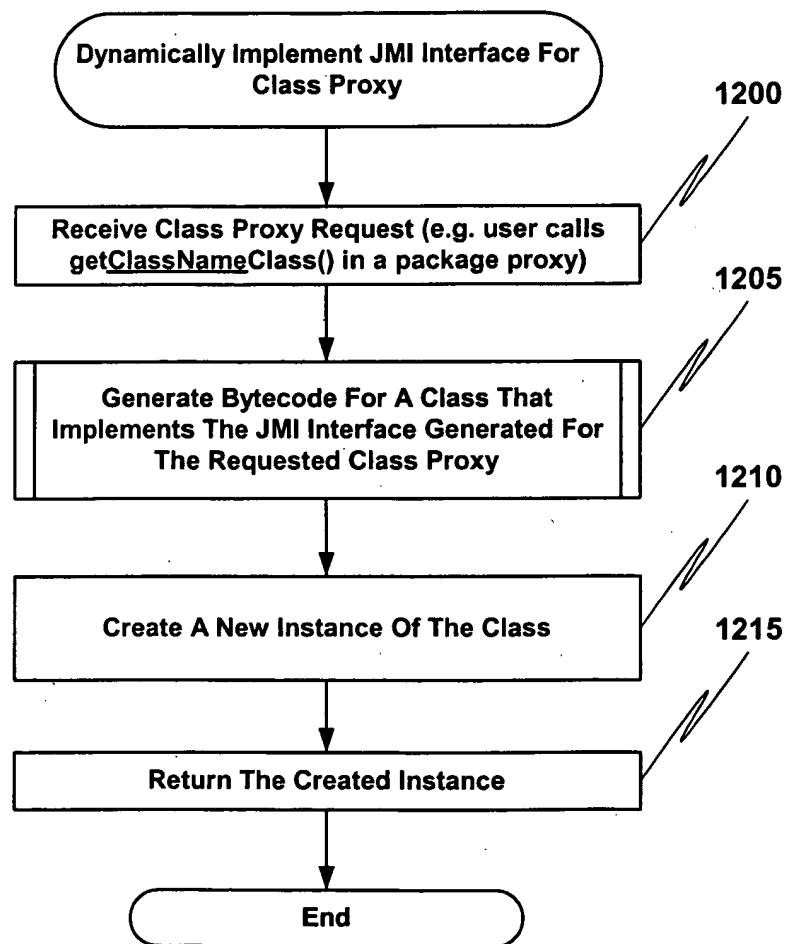 Dynamically Implement JMI Interface For
Class Proxy
1200
Receive Class Proxy Request (e.g. user calls
getClassNameClass() in a package proxy)
1205
Generate Bytecode For A Class That
Implements The JMI Interface Generated For
The Requested Class Proxy
1210
Create A New Instance Of The Class
1215
Return The Created Instance
End